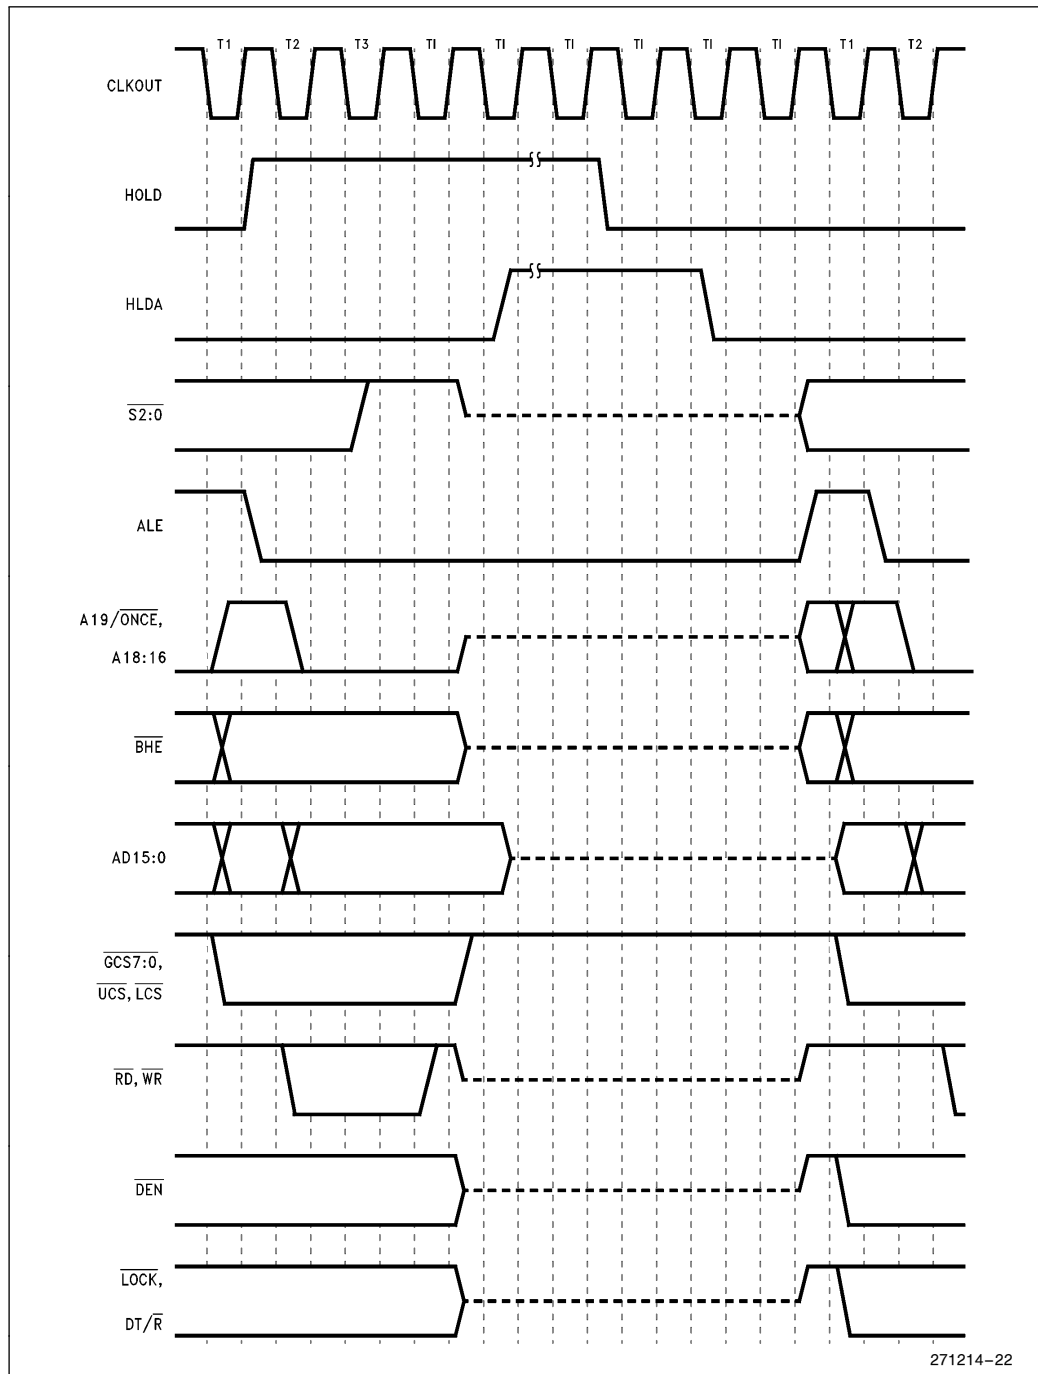 T1 T2 T3 TI TI TI TI TI TI T1 T2
CLKOUT
HOLD
HLDA
S2:0
ALE
A19/ONCE,
A18:16
BHE
AD15:0
GCS7:0,
UCS, LCS
RD, WR
DEN
LOCK,
DT/R
271214-22